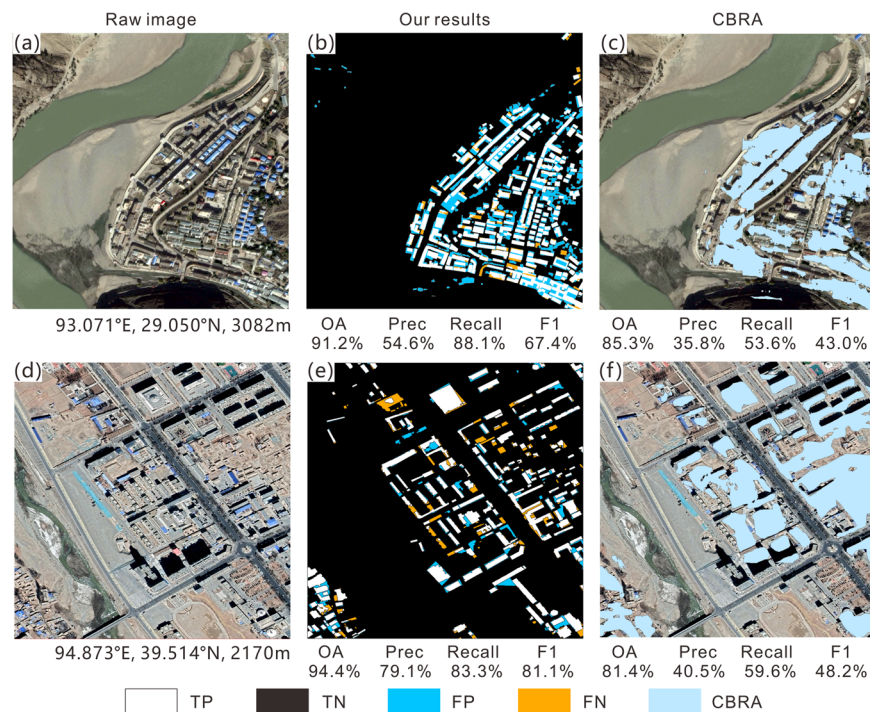 Raw image Our results CBRA
(a) (b) (c)
93.071°E, 29.050°N, 3082m
OA Prec Recall F1 OA Prec Recall F1
91.2% 54.6% 88.1% 67.4% 85.3% 35.8% 53.6% 43.0%
(d) (e) (f)
94.873°E, 39.514°N, 2170m
OA Prec Recall F1 OA Prec Recall F1
94.4% 79.1% 83.3% 81.1% 81.4% 40.5% 59.6% 48.2%
TP TN FP FN CBRA